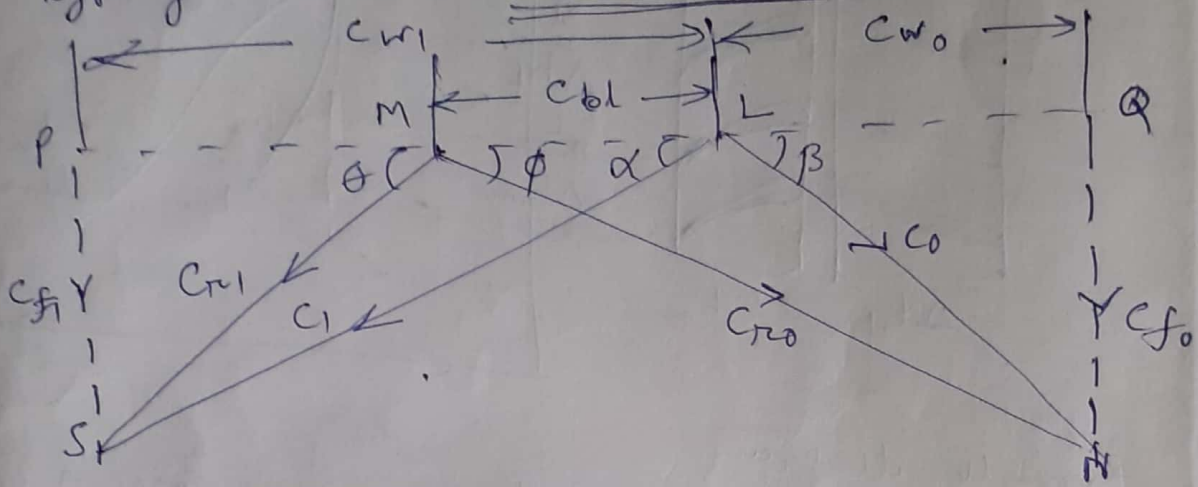 Cw1 Cw0
M Cbl L Q
P θ ϕ α β
Cr1 C0
Cf1 C1 Cr0 Cf0
S N